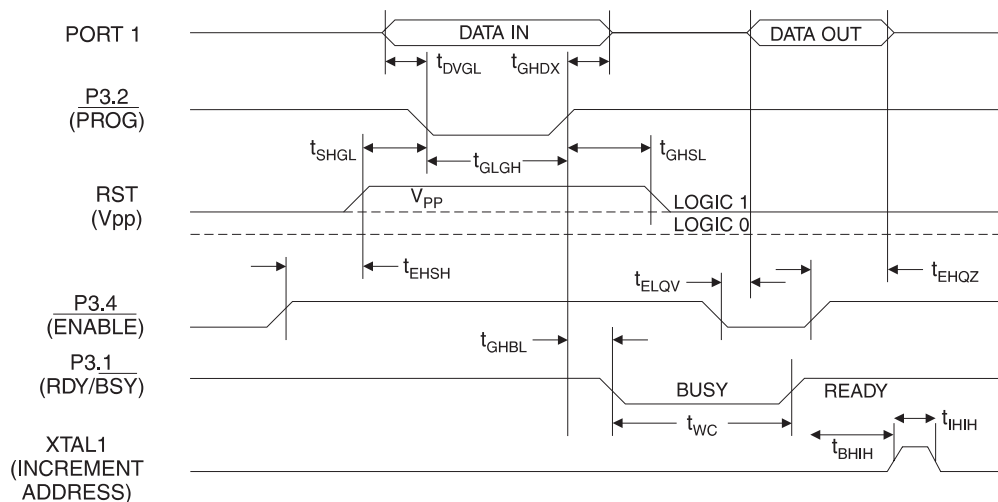 PORT 1
DATA IN
DATA OUT
tDVGL
tGHDX
P3.2
(PROG)
tSHGL
tGLGH
tGHSL
RST
(Vpp)
VPP
LOGIC 1
LOGIC 0
tEHSH
tELQV
tEHQZ
P3.4
(ENABLE)
tGHBL
P3.1
(RDY/BSY)
BUSY
READY
tWC
tIHIH
tBHIH
XTAL1
(INCREMENT
ADDRESS)